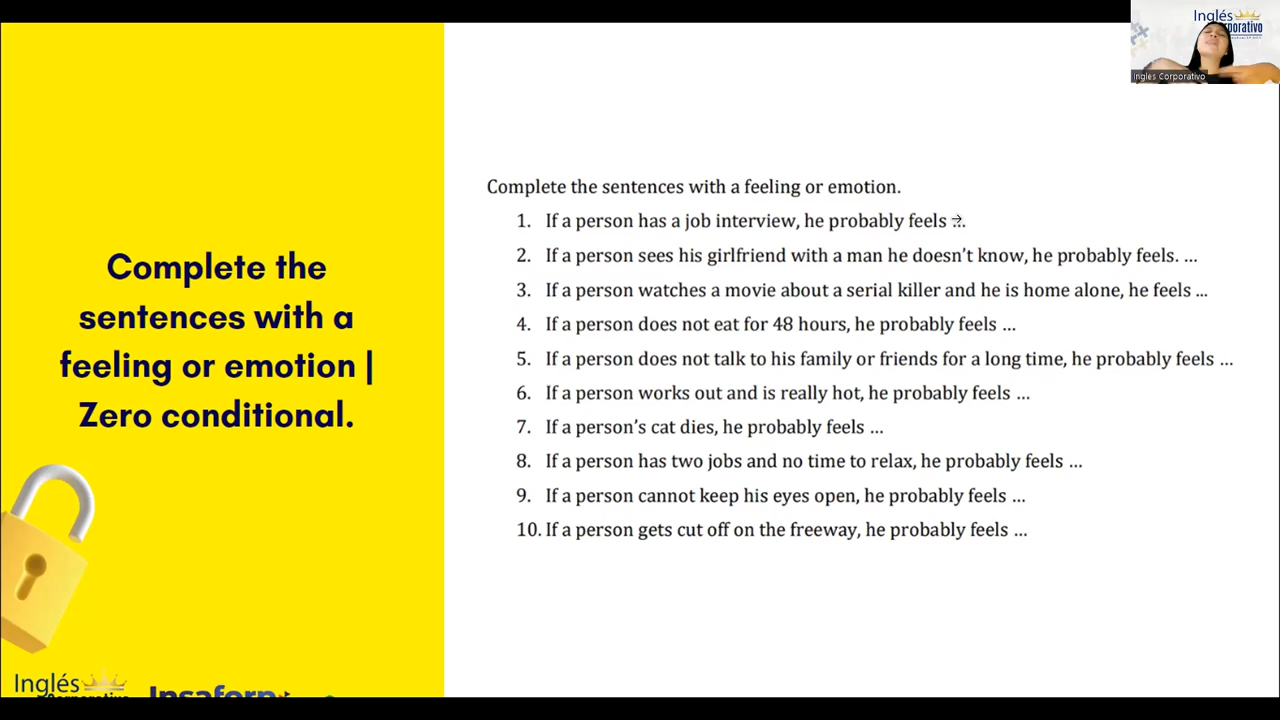 Inglés
Corporativo
Ingles Corporativo
Complete the
sentences with a
feeling or emotion |
Zero conditional.
Complete the sentences with a feeling or emotion.
1. If a person has a job interview, he probably feels ...
2. If a person sees his girlfriend with a man he doesn't know, he probably feels. ...
3. If a person watches a movie about a serial killer and he is home alone, he feels ...
4. If a person does not eat for 48 hours, he probably feels ...
5. If a person does not talk to his family or friends for a long time, he probably feels ...
6. If a person works out and is really hot, he probably feels ...
7. If a person's cat dies, he probably feels ...
8. If a person has two jobs and no time to relax, he probably feels ...
9. If a person cannot keep his eyes open, he probably feels ...
10. If a person gets cut off on the freeway, he probably feels ...
Inglés
Corporativo
Insaforp